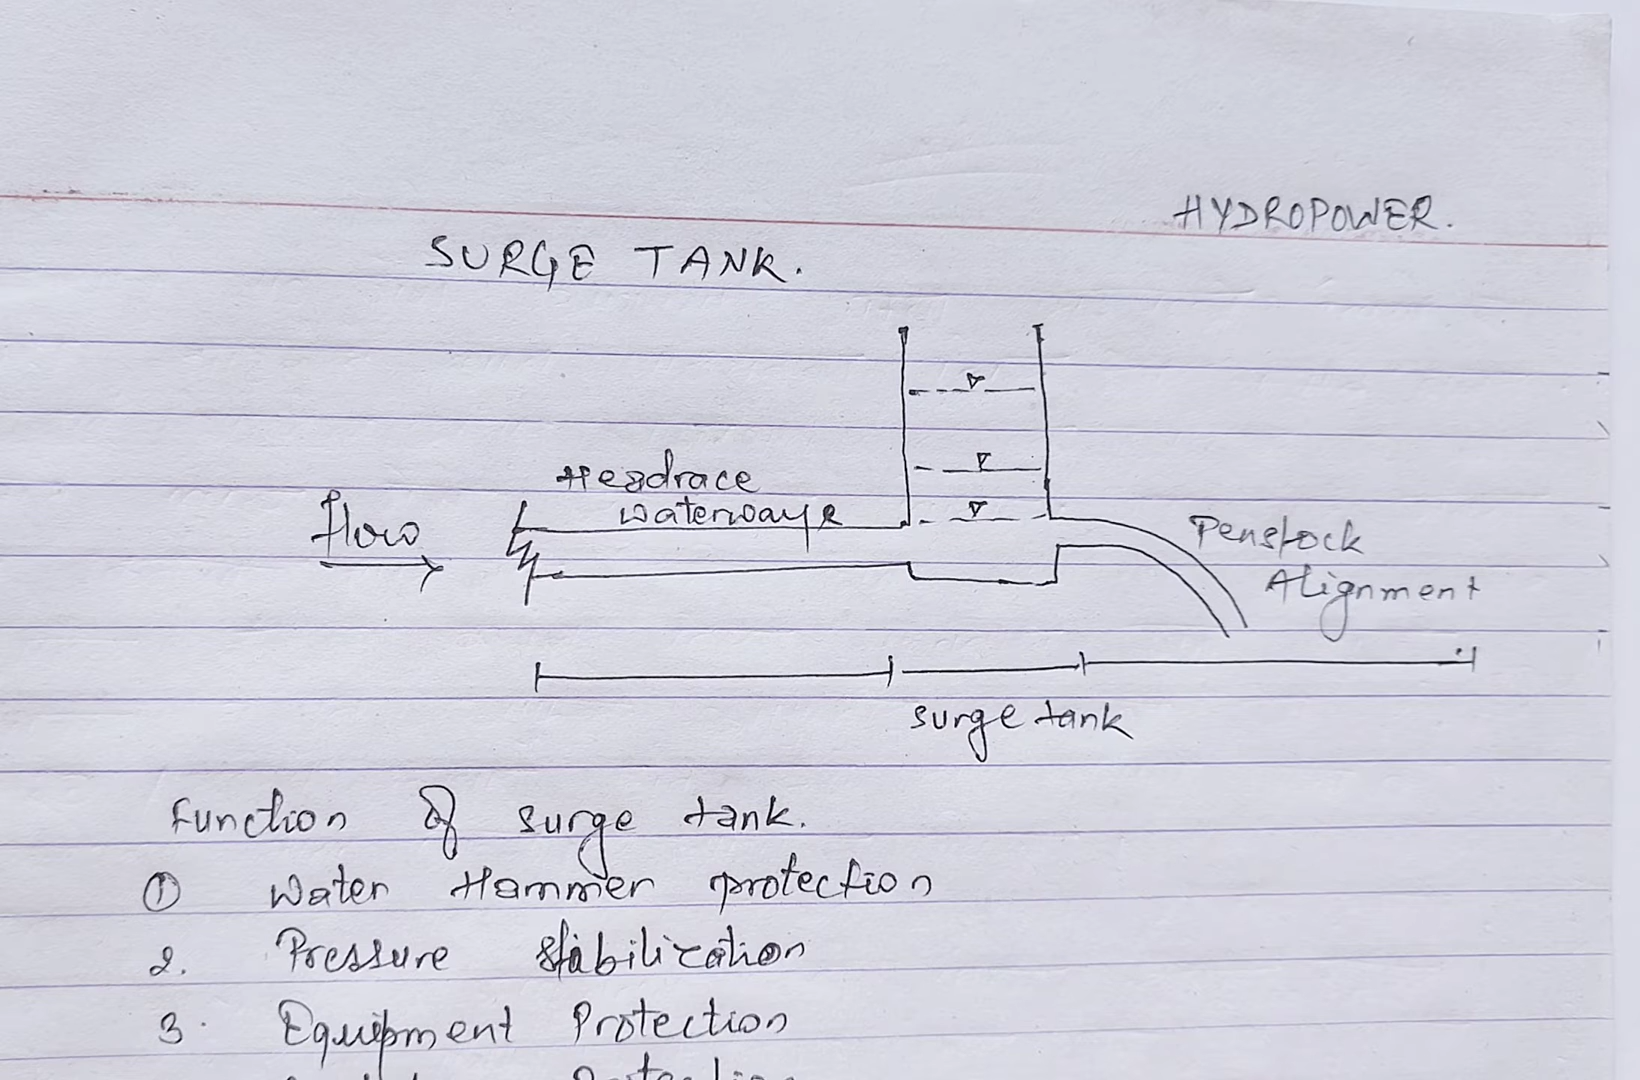 HYDROPOWER.
SURGE TANK.
Headrace
waterways
Flow
Penstock
Alignment
surge tank
Function of surge tank.
① Water Hammer protection
2. Pressure stabilization
3. Equipment Protection